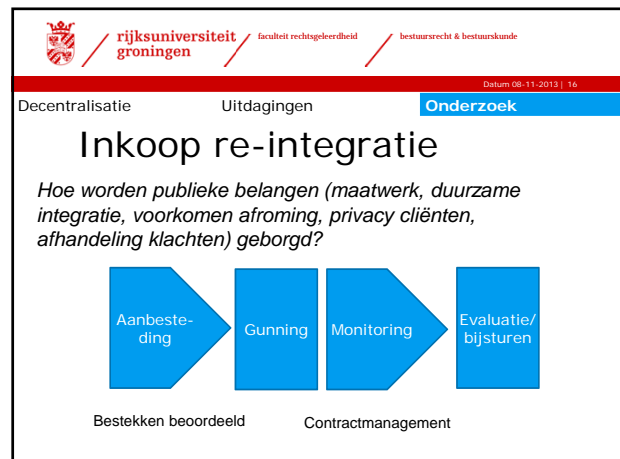 rijksuniversiteit
groningen
faculteit rechtsgeleerdheid
bestuursrecht & bestuurskunde
Datum 08-11-2013 | 16
Decentralisatie
Uitdagingen
Onderzoek
Inkoop re-integratie
Hoe worden publieke belangen (maatwerk, duurzame
integratie, voorkomen afroming, privacy cliënten,
afhandeling klachten) geborgd?
Aanbeste-
ding
Gunning
Monitoring
Evaluatie/
bijsturen
Bestekken beoordeeld
Contractmanagement